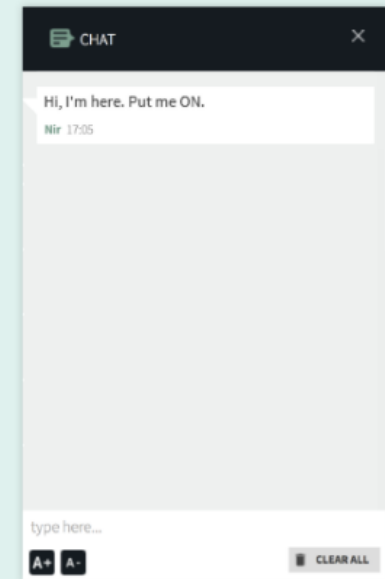 CHAT
Hi, I'm here. Put me ON.
Nir 17:05
type here...
A+ A-
CLEAR ALL